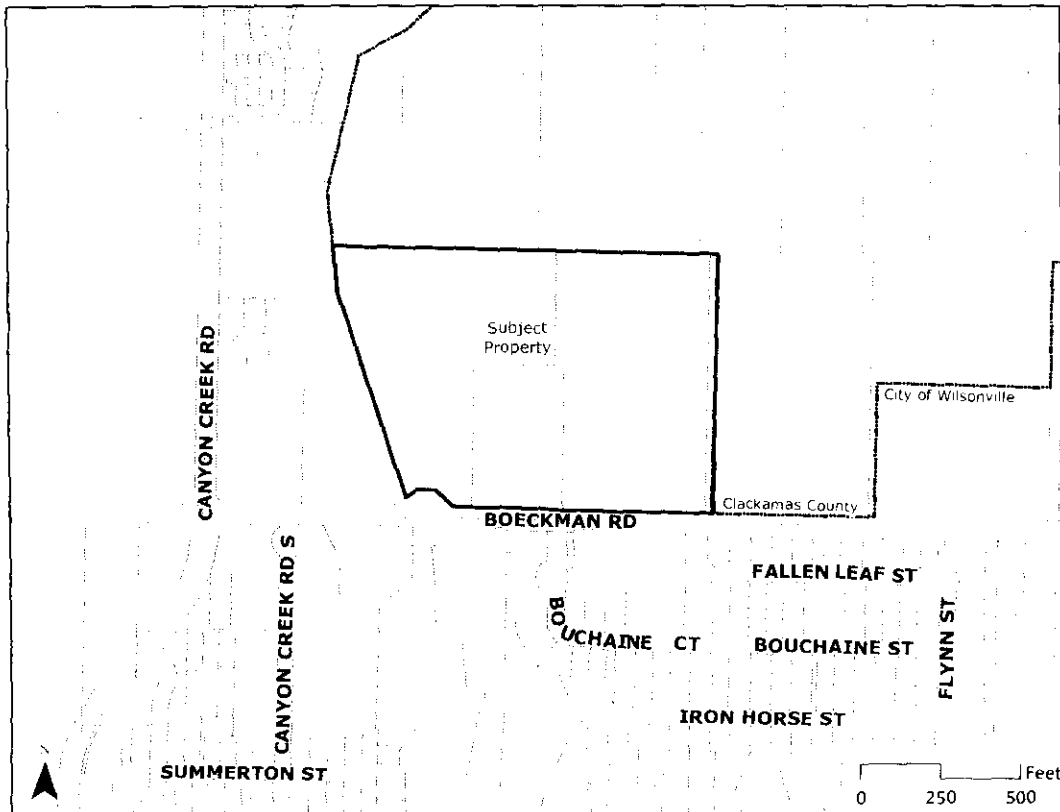 Subject
Property
CANYON CREEK RD
City of Wilsonville
Clackamas County
BOECKMAN RD
CANYON CREEK RD S
FALLEN LEAF ST
BOUCHAINE CT
BOUCHAINE ST
FLYNN ST
IRON HORSE ST
SUMMERTON ST
Feet
0 250 500